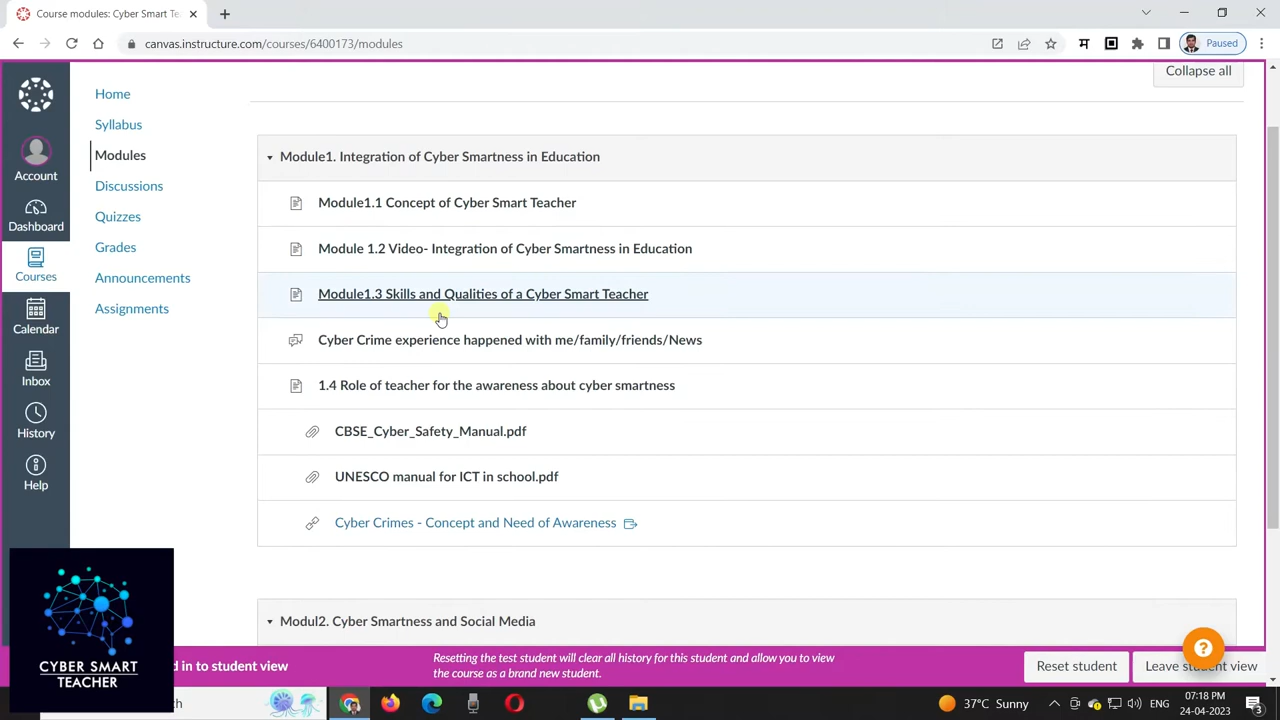 Course modules: Cyber Smart Te
canvas.instructure.com/courses/6400173/modules
म
Paused
Collapse all
Account
Dashboard
Courses
Calendar
Inbox
History
Help
Home
Syllabus
Modules
Discussions
Quizzes
Grades
Announcements
Assignments
Module1. Integration of Cyber Smartness in Education
Module1.1 Concept of Cyber Smart Teacher
Module 1.2 Video- Integration of Cyber Smartness in Education
Module1.3 Skills and Qualities of a Cyber Smart Teacher
Cyber Crime experience happened with me/family/friends/News
1.4 Role of teacher for the awareness about cyber smartness
CBSE_Cyber_Safety_Manual.pdf
UNESCO manual for ICT in school.pdf
Cyber Crimes - Concept and Need of Awareness
Modul2. Cyber Smartness and Social Media
CYBER SMART
TEACHER
d in to student view
Resetting the test student will clear all history for this student and allow you to view
the course as a brand new student.
Reset student
Leave student view
?
ch
37°C Sunny
ENG
07:18 PM
24-04-2023
3